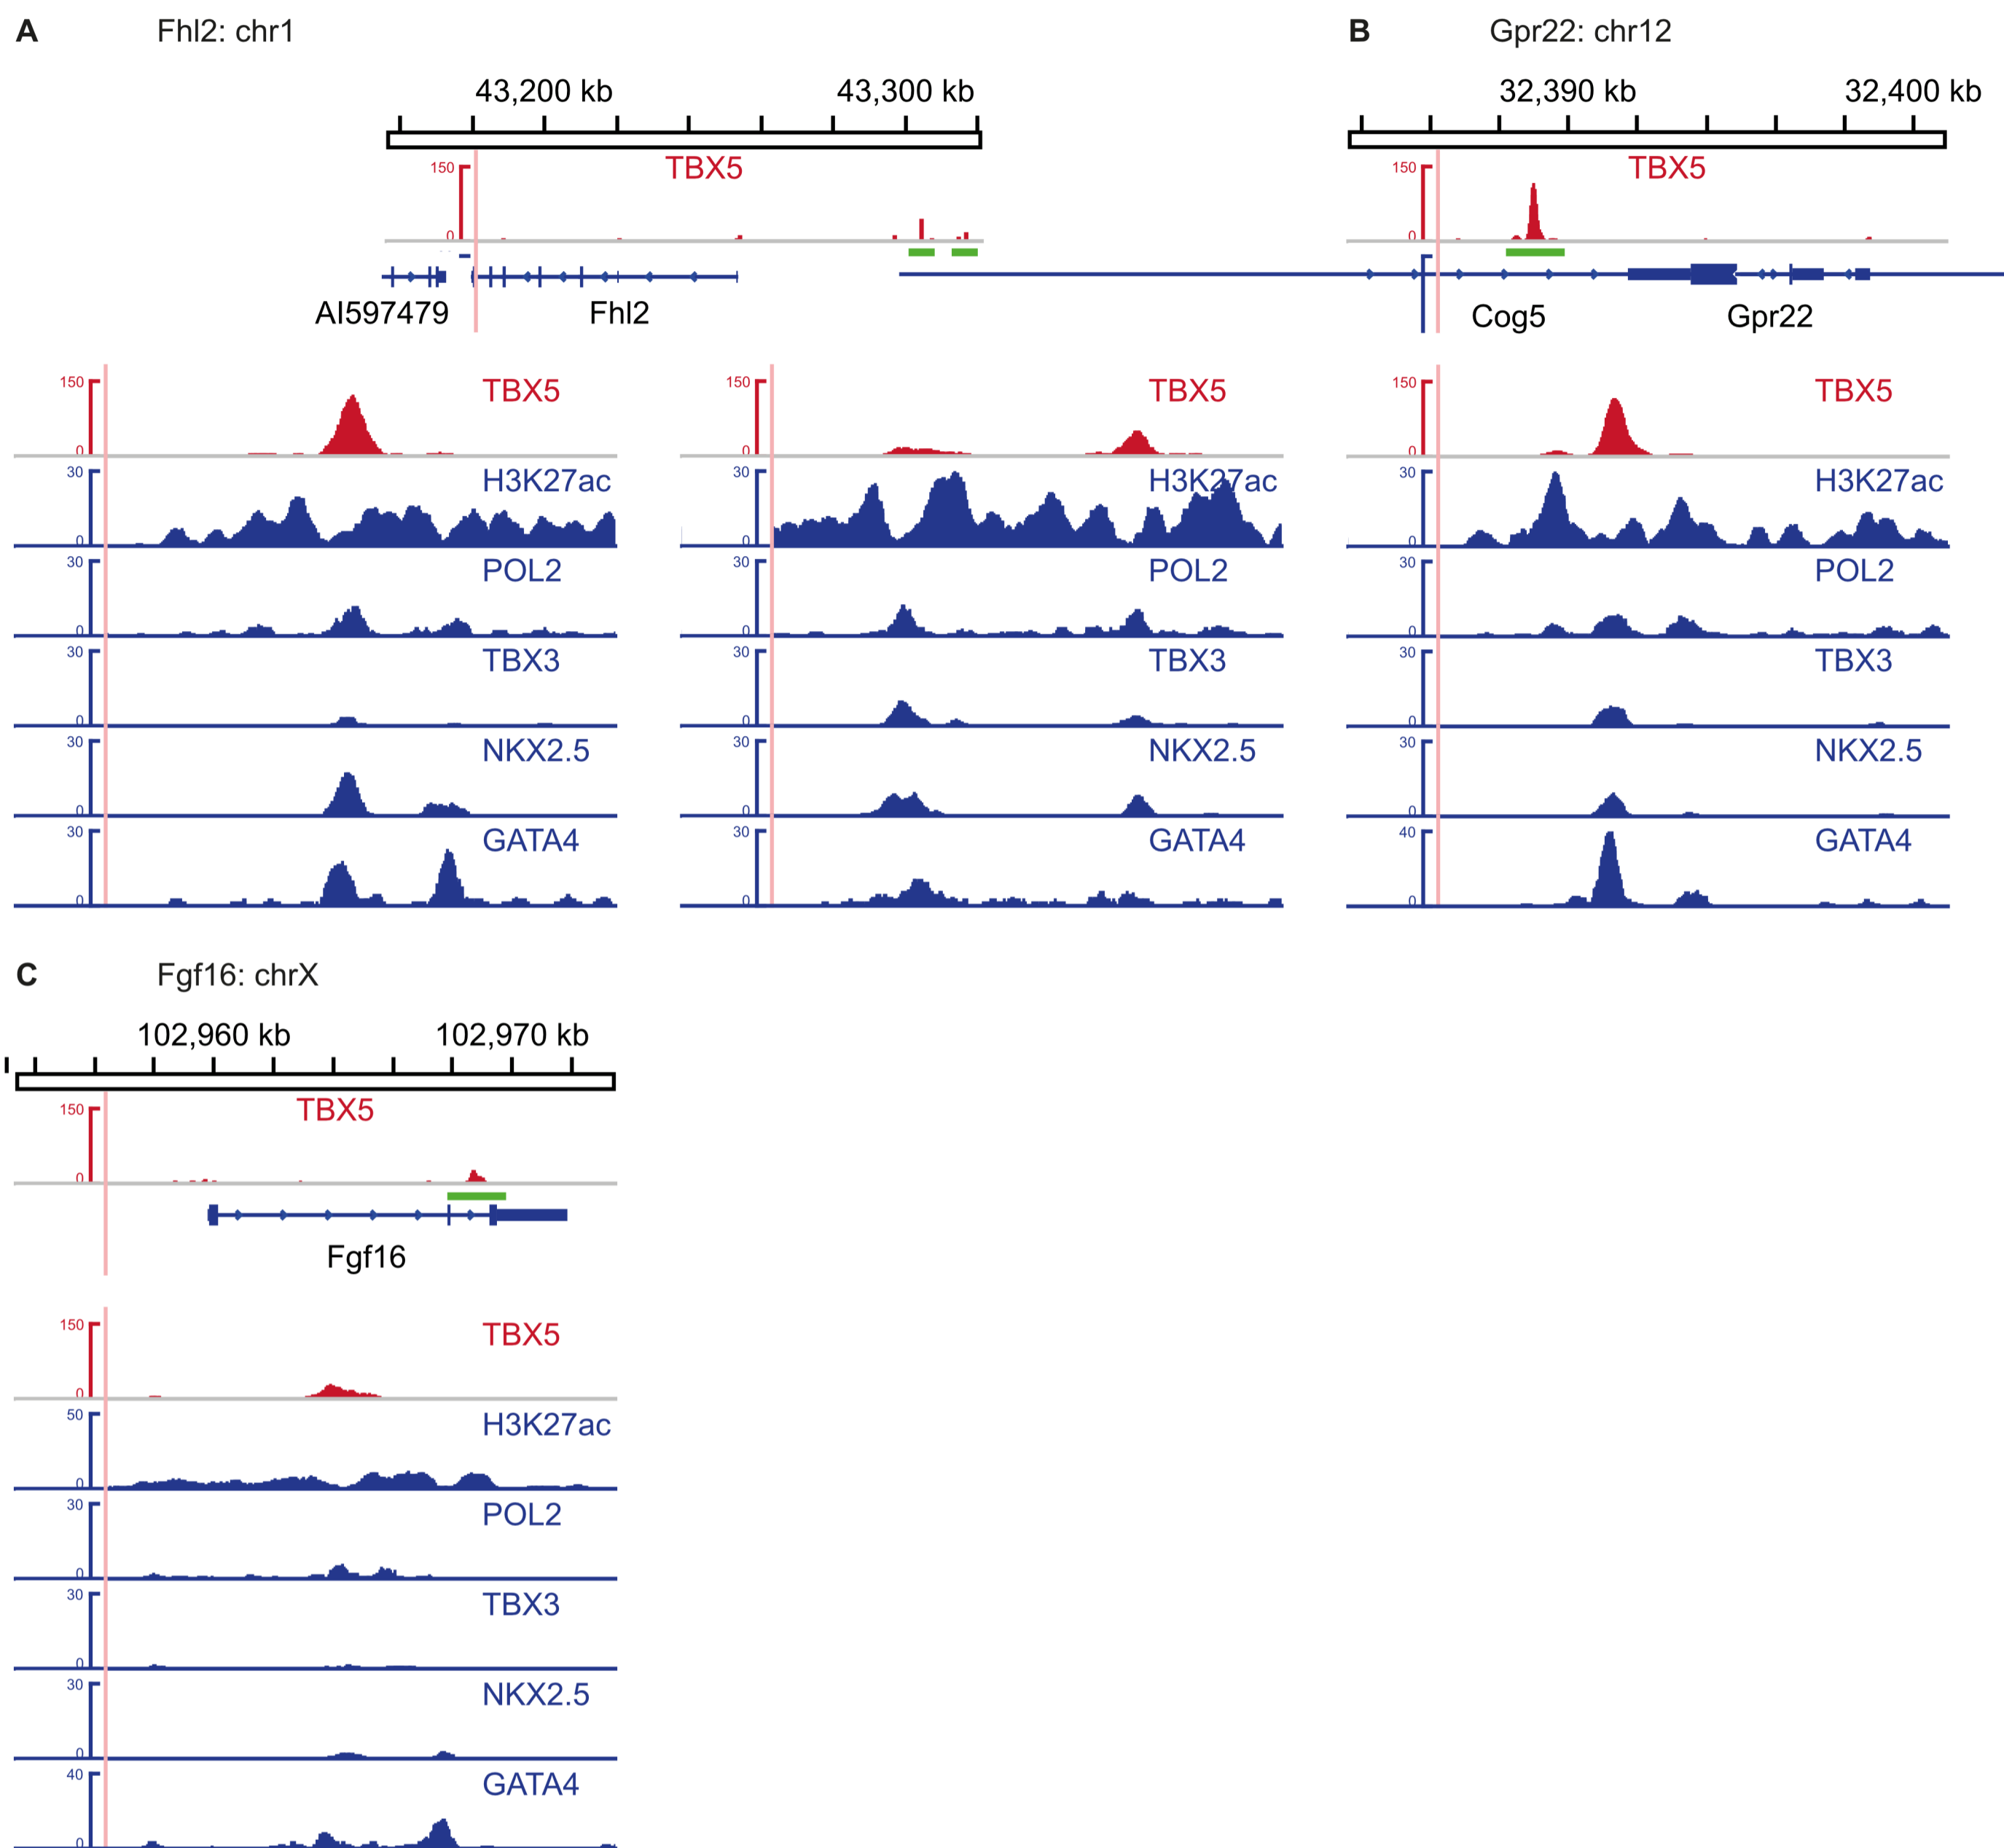 A Fhl2: chr1
43,200 kb 43,300 kb
TBX5
150
0
AI597479 Fhl2
150 TBX5
0
30 H3K27ac
0
30 POL2
0
30 TBX3
0
30 NKX2.5
0
30 GATA4
0
150 TBX5
0
30 H3K27ac
0
30 POL2
0
30 TBX3
0
30 NKX2.5
0
30 GATA4
0
B Gpr22: chr12
32,390 kb 32,400 kb
TBX5
150
0
Cog5 Gpr22
150 TBX5
0
30 H3K27ac
0
30 POL2
0
30 TBX3
0
30 NKX2.5
0
40 GATA4
0
C Fgf16: chrX
102,960 kb 102,970 kb
TBX5
150
0
Fgf16
150 TBX5
0
50 H3K27ac
0
30 POL2
0
30 TBX3
0
30 NKX2.5
0
40 GATA4
0